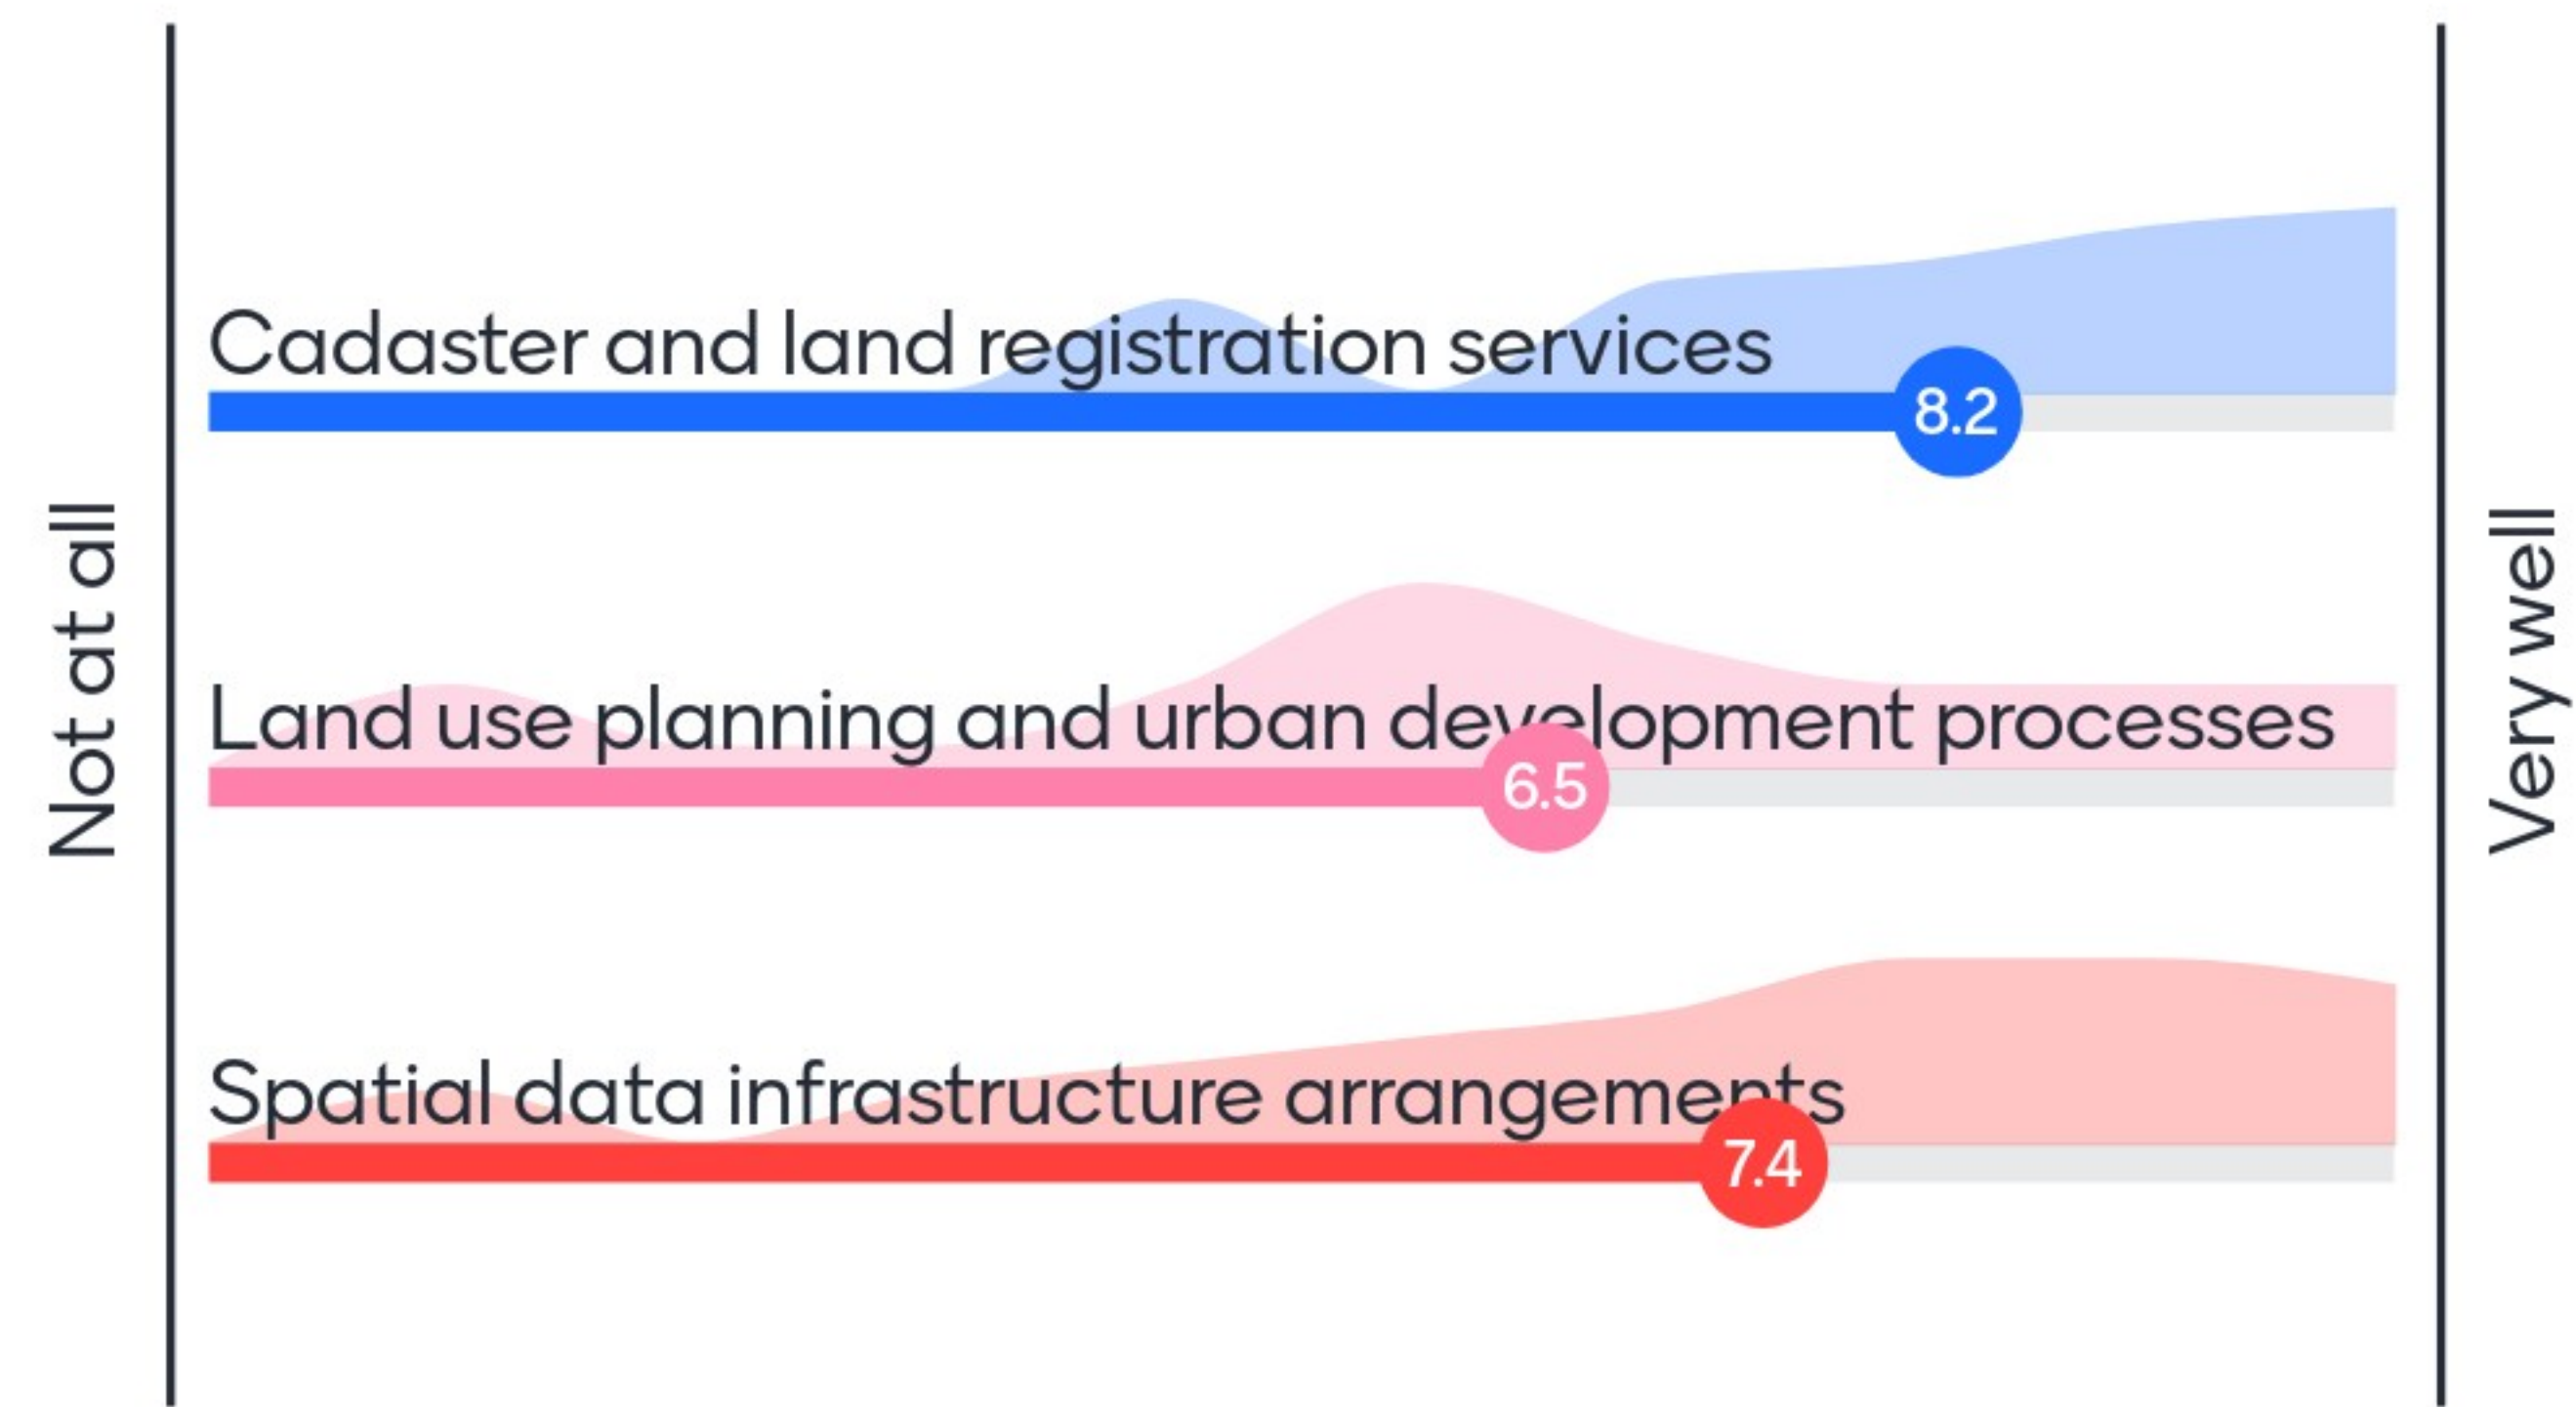 Not at all
Cadaster and land registration services
8.2
Land use planning and urban development processes
6.5
Spatial data infrastructure arrangements
7.4
Very well